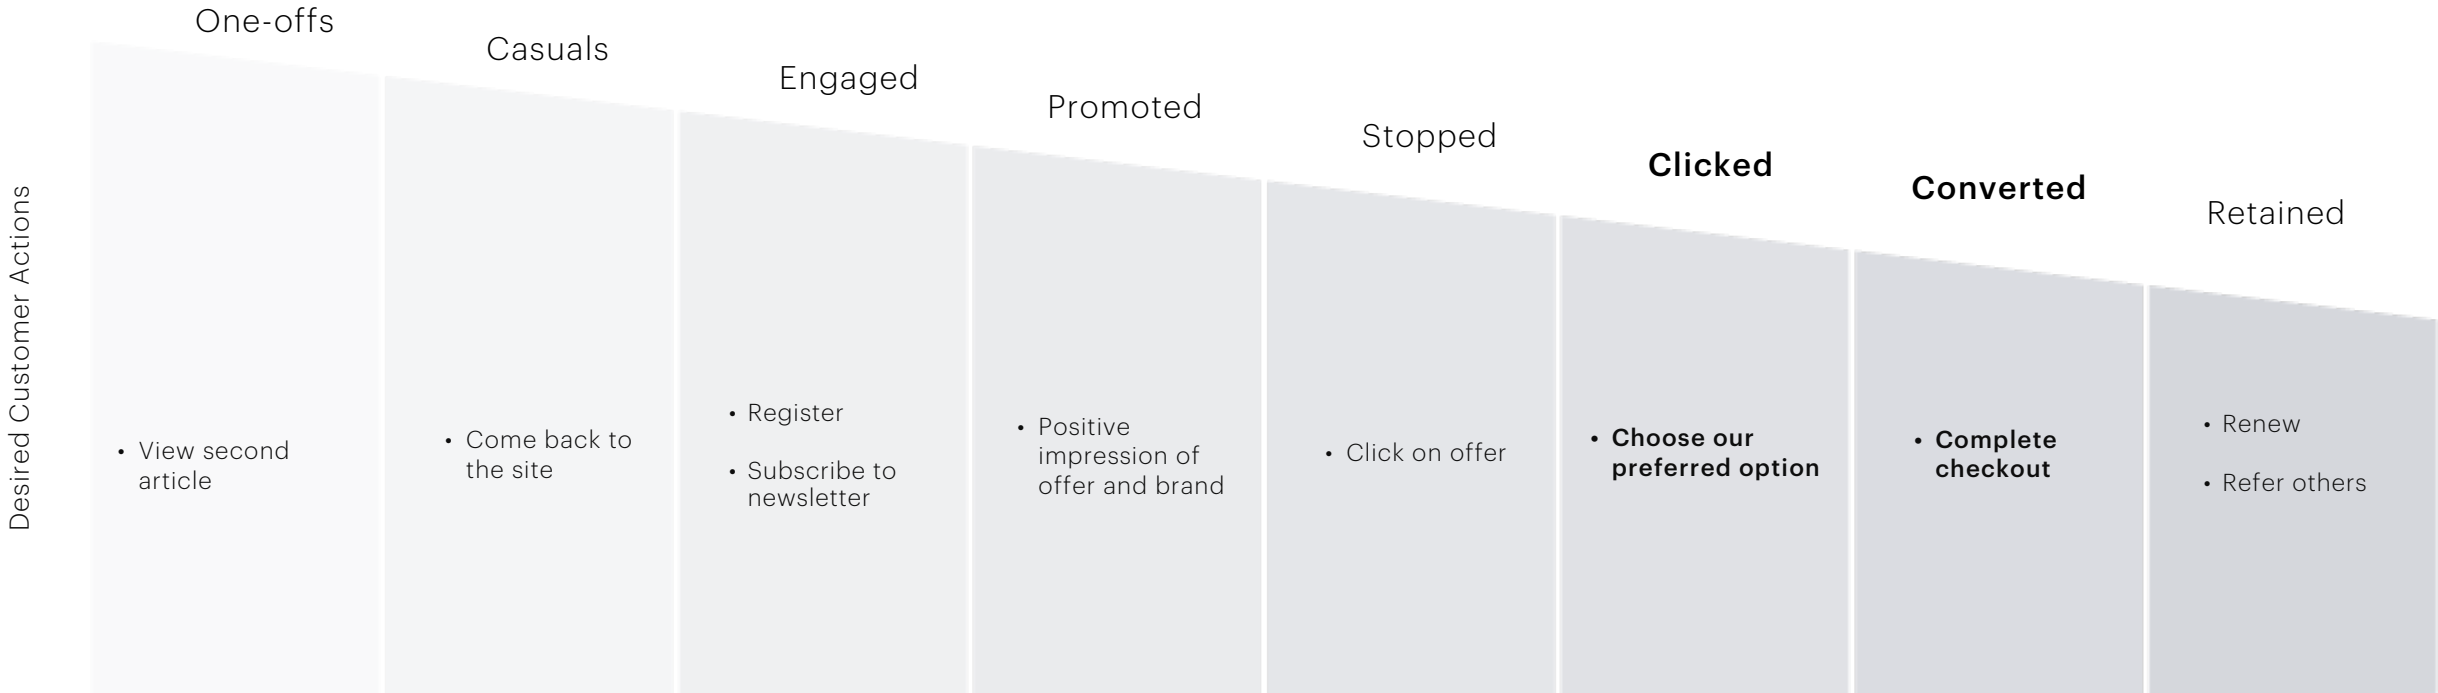 One-offs
Casuals
Engaged
Promoted
Stopped
Clicked
Converted
Retained
Desired Customer Actions
• View second
article
• Come back to
the site
• Register
• Subscribe to
newsletter
• Positive
impression of
offer and brand
• Click on offer
• Choose our
preferred option
• Complete
checkout
• Renew
• Refer others